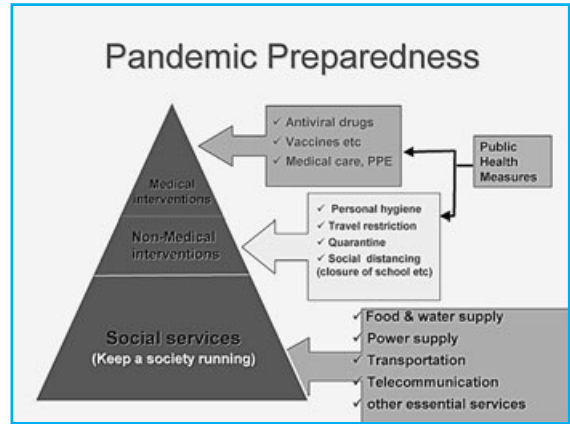 Pandemic Preparedness
✓ Antiviral drugs
✓ Vaccines etc
✓ Medical care, PPE
Public
Health
Measures
Medical
interventions
✓ Personal hygiene
✓ Travel restriction
✓ Quarantine
✓ Social distancing
(closure of school etc)
Non-Medical
interventions
Social services
(Keep a society running)
✓ Food & water supply
✓ Power supply
✓ Transportation
✓ Telecommunication
✓ other essential services